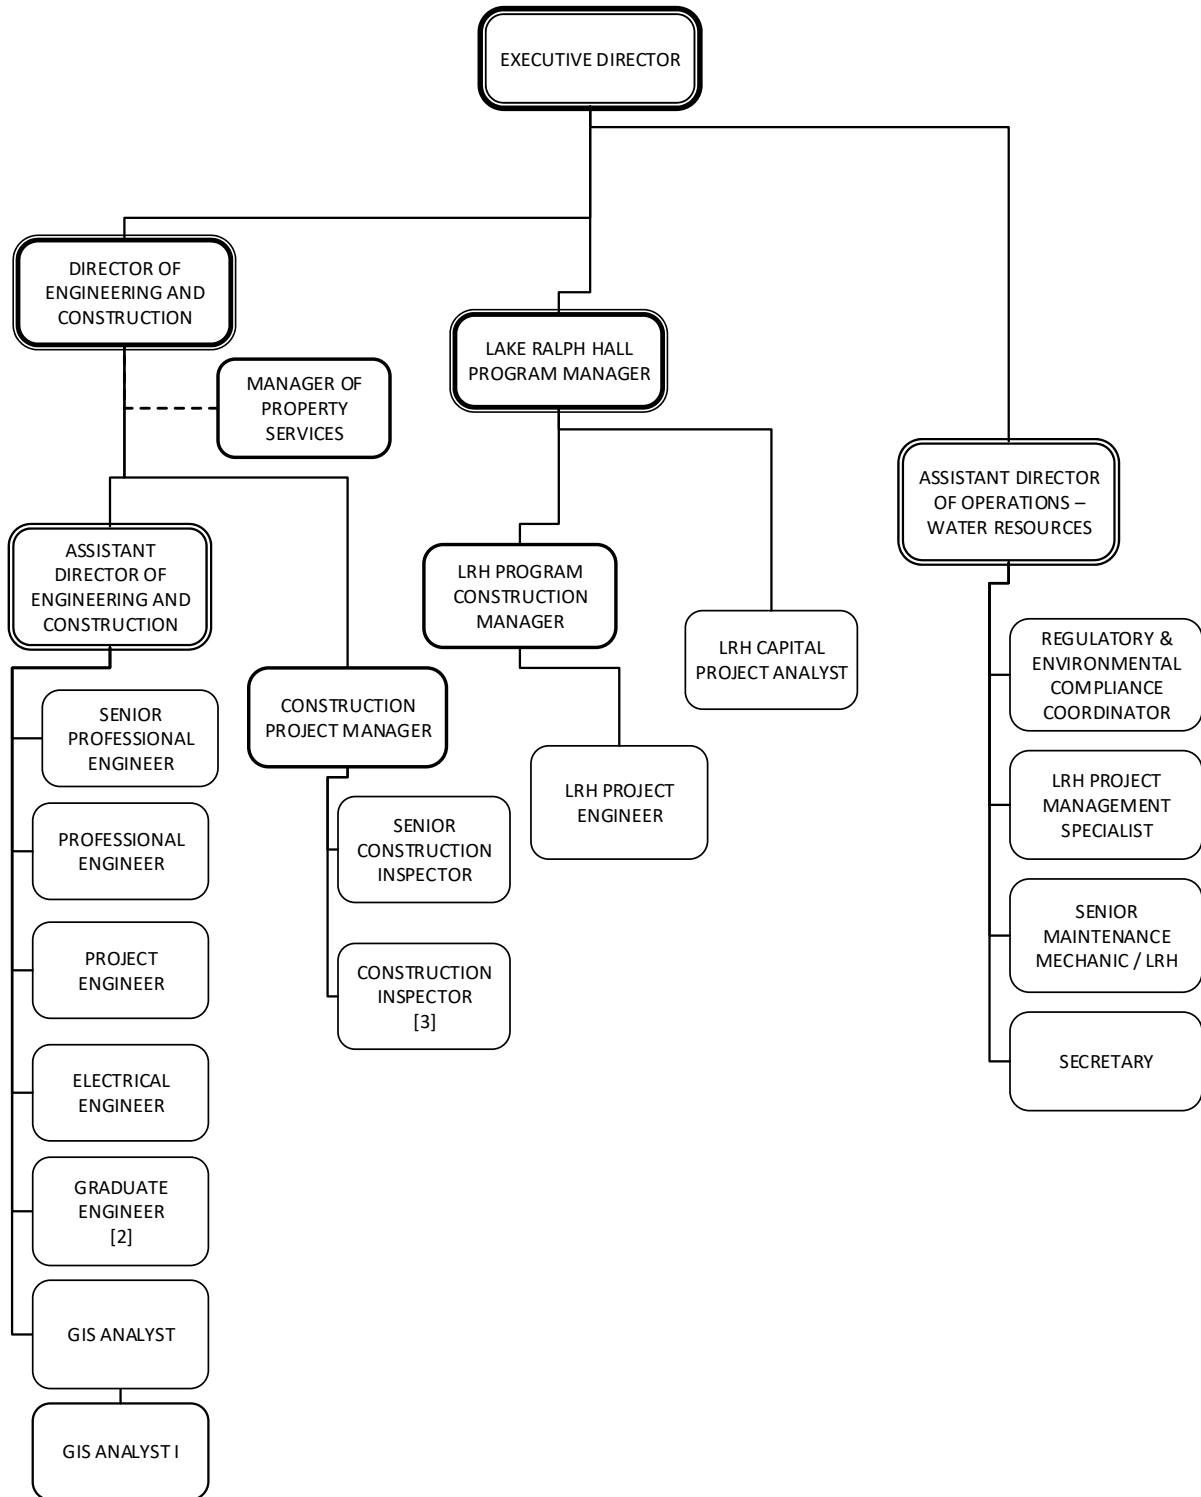 EXECUTIVE DIRECTOR
DIRECTOR OF
ENGINEERING AND
CONSTRUCTION
LAKE RALPH HALL
PROGRAM MANAGER
MANAGER OF
PROPERTY
SERVICES
ASSISTANT DIRECTOR
OF OPERATIONS –
WATER RESOURCES
ASSISTANT
DIRECTOR OF
ENGINEERING AND
CONSTRUCTION
LRH PROGRAM
CONSTRUCTION
MANAGER
LRH CAPITAL
PROJECT ANALYST
REGULATORY &
ENVIRONMENTAL
COMPLIANCE
COORDINATOR
SENIOR
PROFESSIONAL
ENGINEER
CONSTRUCTION
PROJECT MANAGER
LRH PROJECT
ENGINEER
LRH PROJECT
MANAGEMENT
SPECIALIST
PROFESSIONAL
ENGINEER
SENIOR
CONSTRUCTION
INSPECTOR
SENIOR
MAINTENANCE
MECHANIC / LRH
PROJECT
ENGINEER
CONSTRUCTION
INSPECTOR
[3]
SECRETARY
ELECTRICAL
ENGINEER
GRADUATE
ENGINEER
[2]
GIS ANALYST
GIS ANALYST I